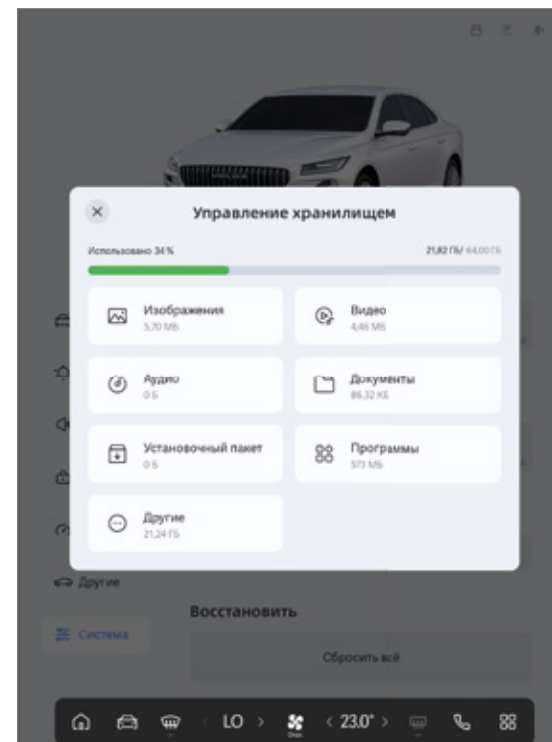 Управление хранилищем
Использовано 34 %
21,82 ГБ/ 64,00 ГБ
Изображения
5,70 МБ
Видео
4,46 МБ
Аудио
0 Б
Документы
86,32 КБ
Установочный пакет
0 Б
Программы
573 МБ
Другие
21,24 ГБ
Другие
Восстановить
Система
Сбросить всё
LO
23.0°